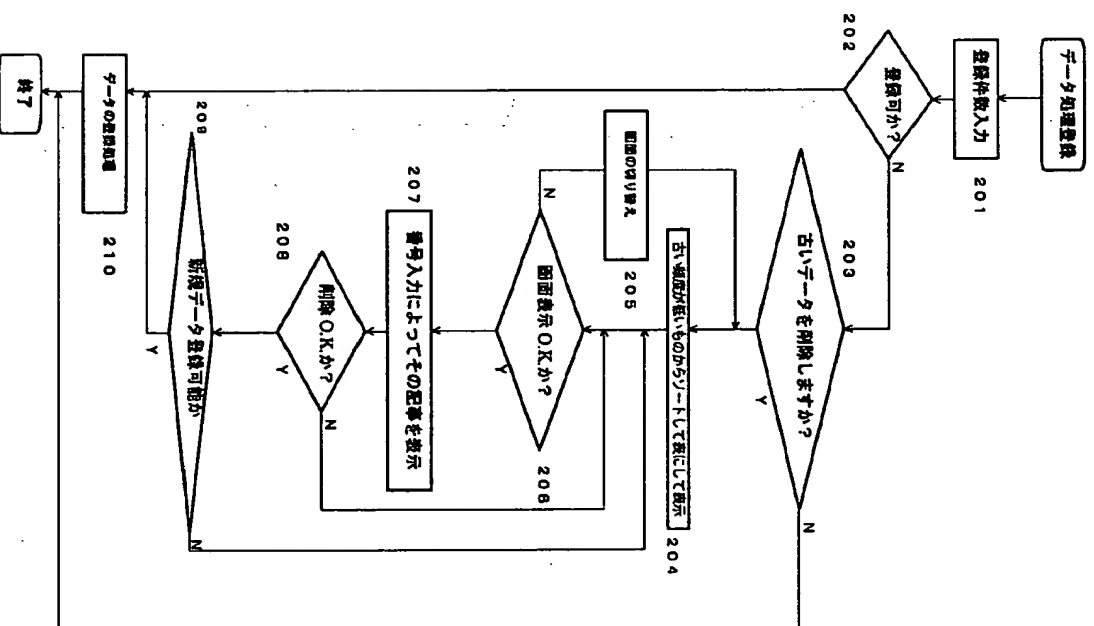 データ処理登録
登録件数入力
201
202
登録可か?
N
203
古いデータを削除しますか?
N
Y
古い頻度が低いものからソートして表にして表示
204
画面の切り替え
205
N
画面表示O.K.か?
206
Y
207
番号入力によってその記事を表示
208
削除O.K.か?
N
Y
209
新規データ登録可能か
N
Y
データの登録処理
210
終了